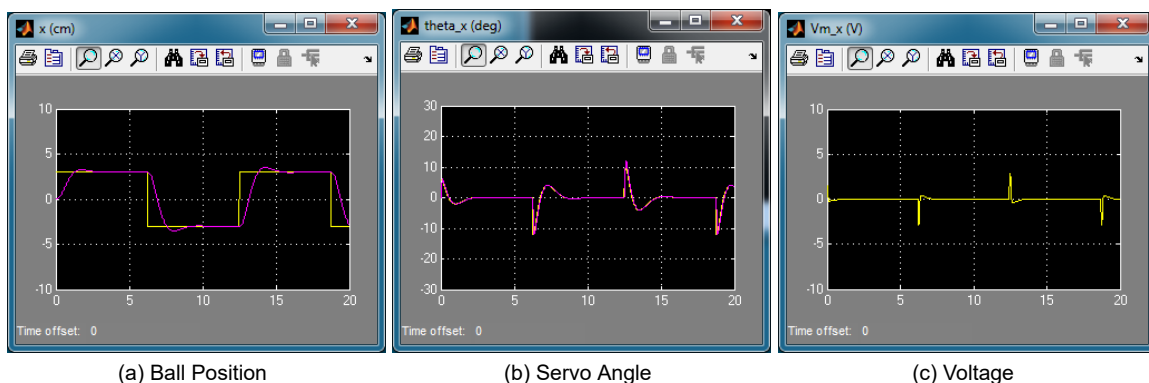 x (cm)
10
5
0
-5
-10
0 5 10 15 20
Time offset: 0
(a) Ball Position
theta_x (deg)
30
20
10
0
-10
-20
-30
0 5 10 15 20
Time offset: 0
(b) Servo Angle
Vm_x (V)
10
5
0
-5
-10
0 5 10 15 20
Time offset: 0
(c) Voltage